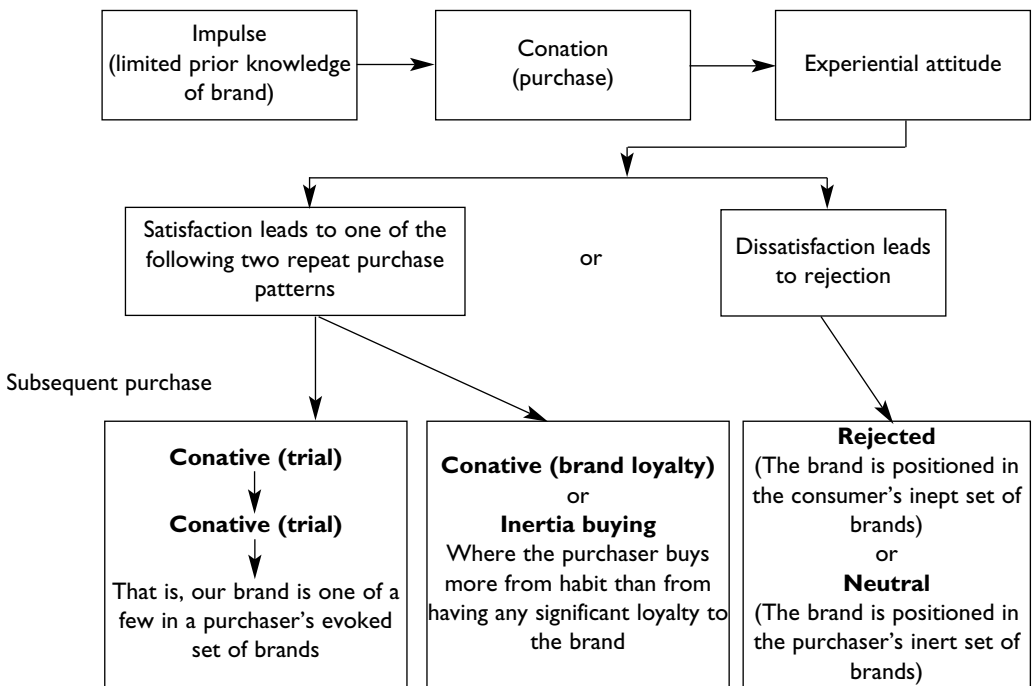 Impulse
(limited prior knowledge
of brand)
Conation
(purchase)
Experiential attitude
Satisfaction leads to one of the
following two repeat purchase
patterns
or
Dissatisfaction leads
to rejection
Subsequent purchase
Conative (trial)
Conative (trial)
That is, our brand is one of a
few in a purchaser’s evoked
set of brands
Conative (brand loyalty)
or
Inertia buying
Where the purchaser buys
more from habit than from
having any significant loyalty to
the brand
Rejected
(The brand is positioned in
the consumer’s inept set of
brands)
or
Neutral
(The brand is positioned in
the purchaser’s inert set of
brands)